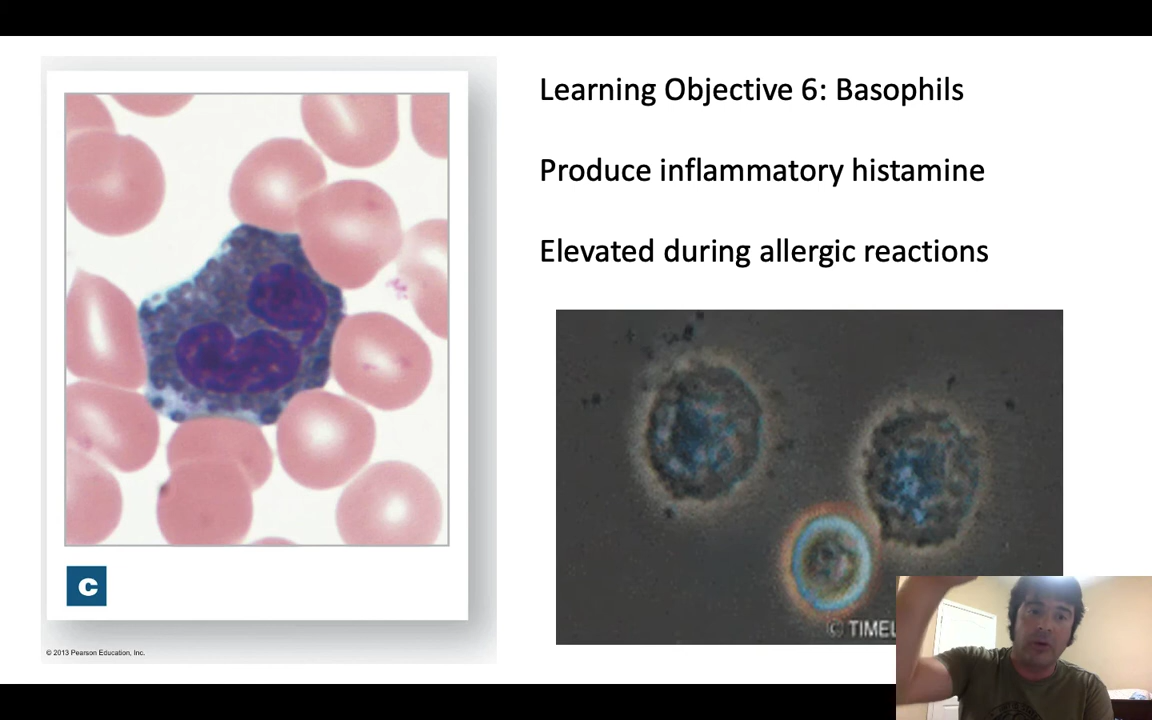 Learning Objective 6: Basophils
Produce inflammatory histamine
Elevated during allergic reactions
C
© TIMEL
© 2013 Pearson Education, Inc.